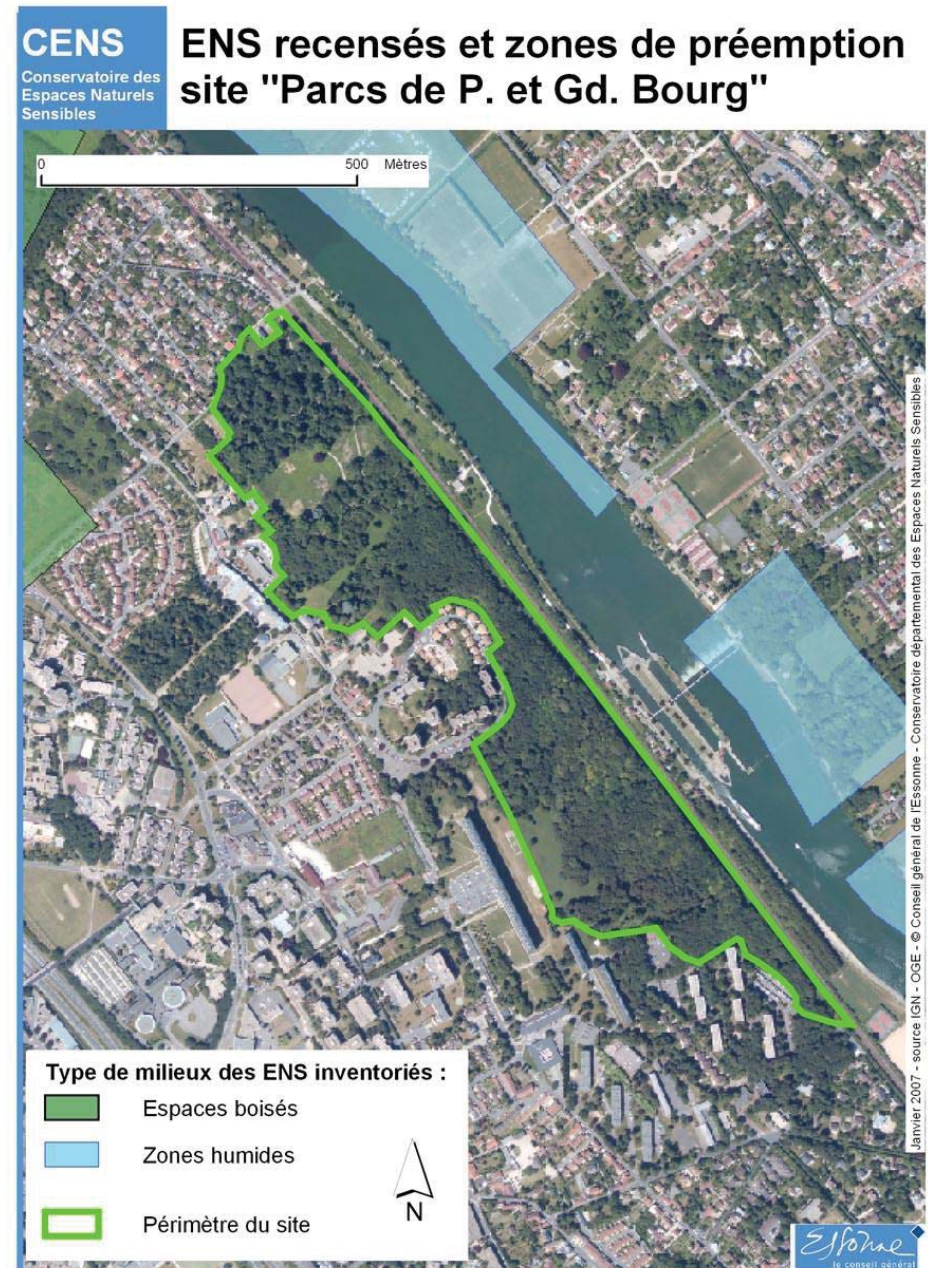 CENS
Conservatoire des
Espaces Naturels
Sensibles
ENS recensés et zones de préemption
site "Parcs de P. et Gd. Bourg"
0 500 Mètres
Janvier 2007 - source IGN - OGE - © Conseil général de l'Essonne - Conservatoire départemental des Espaces Naturels Sensibles
Type de milieux des ENS inventoriés :
Espaces boisés
Zones humides
Périmètre du site
N
Essonne
le conseil général